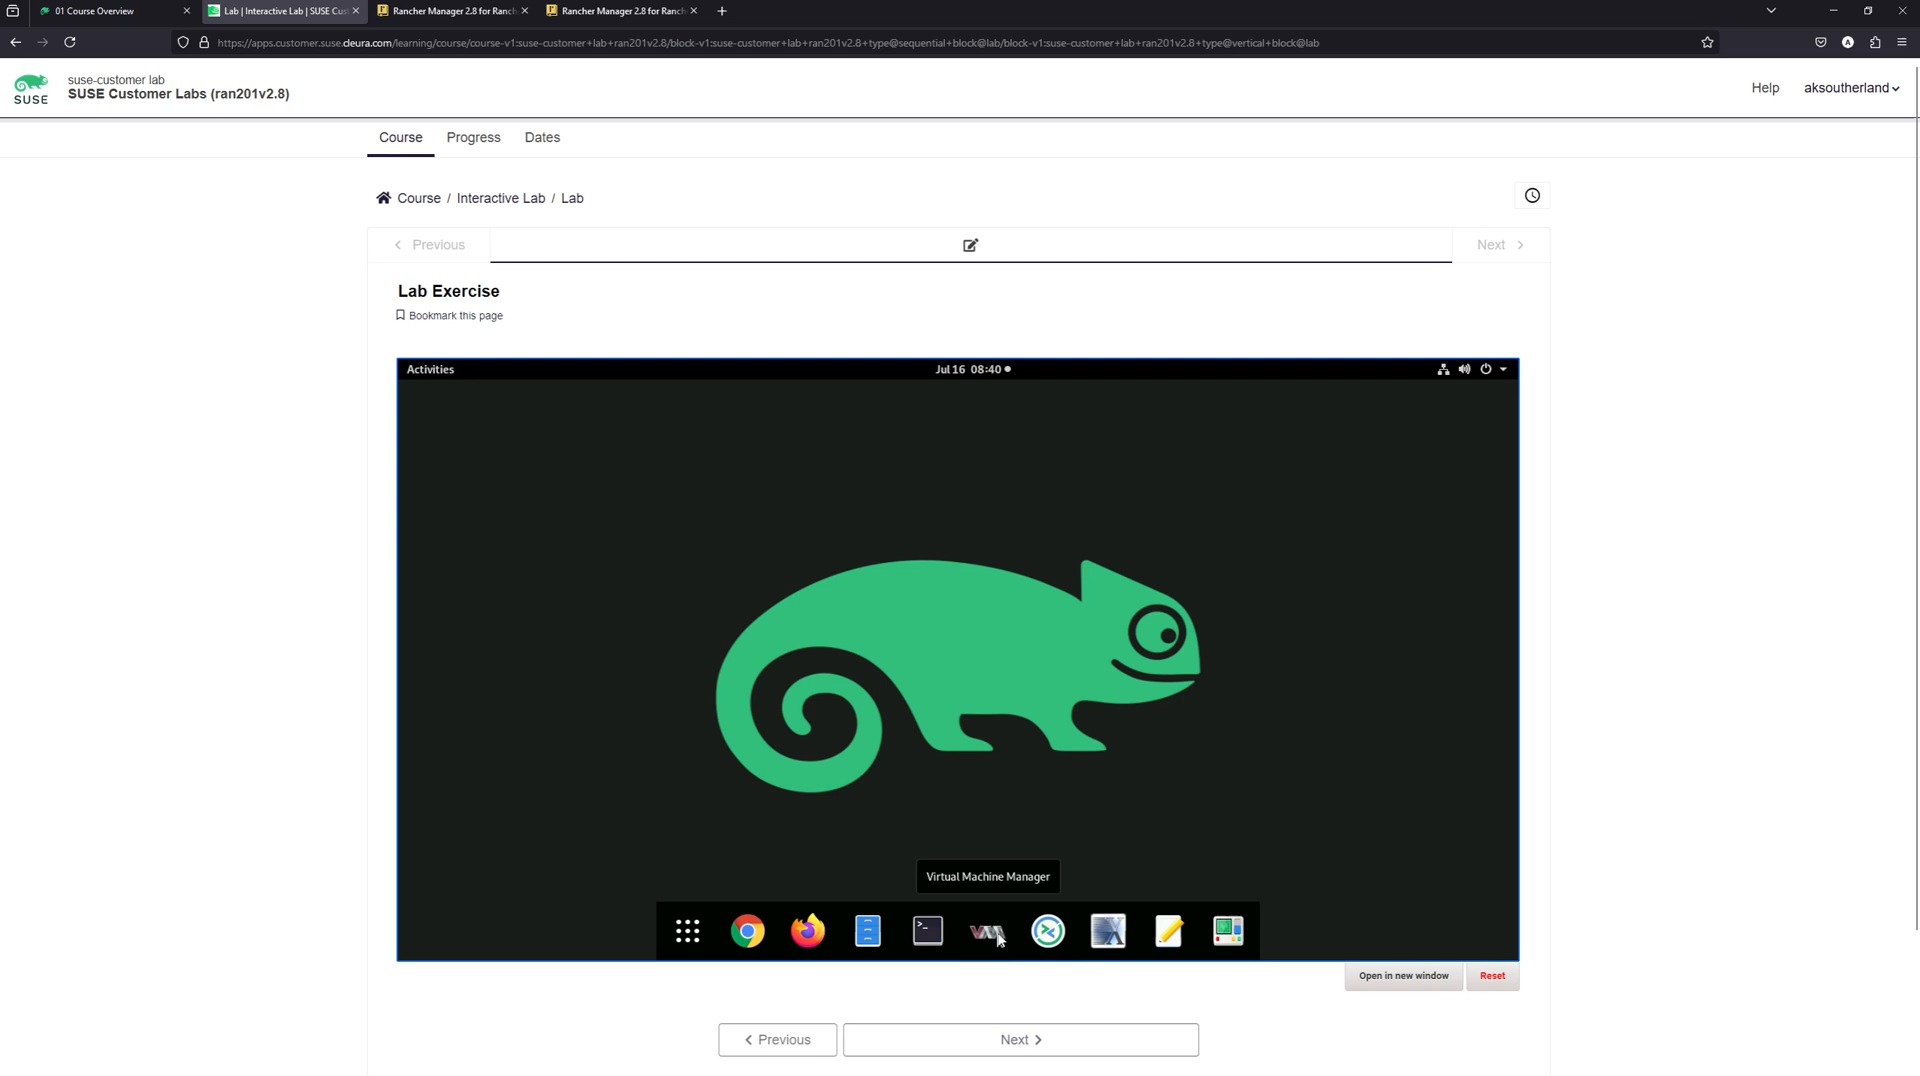 01 Course Overview
Lab | Interactive Lab | SUSE Cus
Rancher Manager 2.8 for Ranch
Rancher Manager 2.8 for Ranch
https://apps.customer.suse.cleura.com/learning/course/course-v1:suse-customer+lab+ran201v2.8/block-v1:suse-customer+lab+ran201v2.8+type@sequential+block@lab/block-v1:suse-customer+lab+ran201v2.8+type@vertical+block@lab
A
SUSE
suse-customer lab
SUSE Customer Labs (ran201v2.8)
Help
aksoutherland
Course
Progress
Dates
Course / Interactive Lab / Lab
Previous
Next
Lab Exercise
Bookmark this page
Activities
Jul 16 08:40
Virtual Machine Manager
Open in new window
Reset
Previous
Next